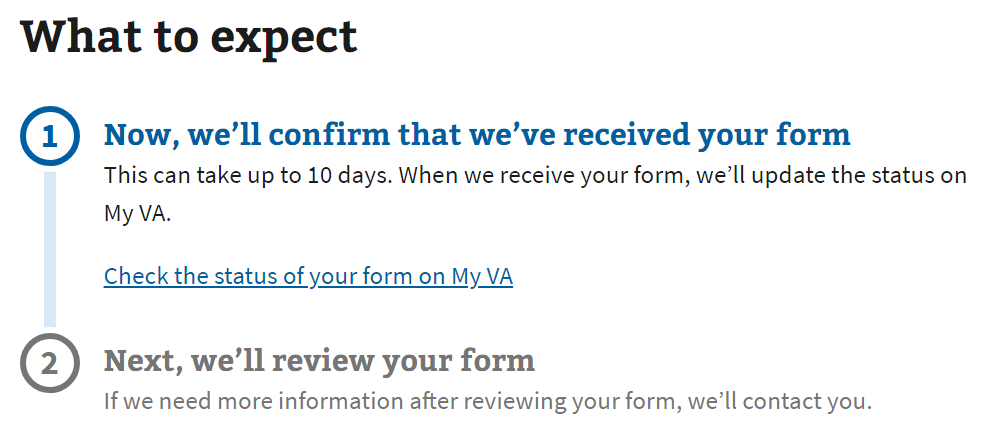 What to expect
1
Now, we’ll confirm that we’ve received your form
This can take up to 10 days. When we receive your form, we’ll update the status on
My VA.
Check the status of your form on My VA
2
Next, we’ll review your form
If we need more information after reviewing your form, we’ll contact you.